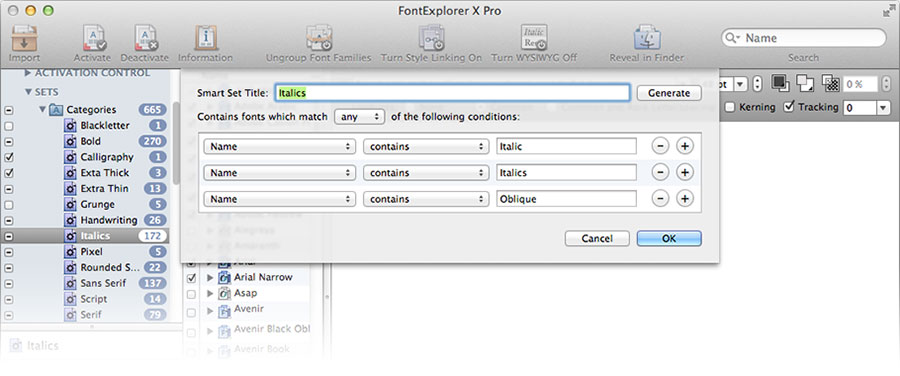 FontExplorer X Pro
Import Activate Deactivate Information Ungroup Font Families Turn Style Linking On Turn WYSIWYG Off Reveal in Finder Search
Name
ACTIVATION CONTROL
SETS
Categories 665
Blackletter 1
Bold 270
Calligraphy 1
Exta Thick 3
Extra Thin 13
Grunge 5
Handwriting 26
Italics 172
Pixel 5
Rounded S... 22
Sans Serif 137
Script 14
Serif 79
Italics
Smart Set Title: Italics Generate
Contains fonts which match any of the following conditions:
Name contains Italic
Name contains Italics
Name contains Oblique
Cancel OK
pt 0 %
Kerning Tracking 0
Alegreya
Amaranth
Arial
Arial Narrow
Asap
Avenir
Avenir Black Obl
Avenir Book